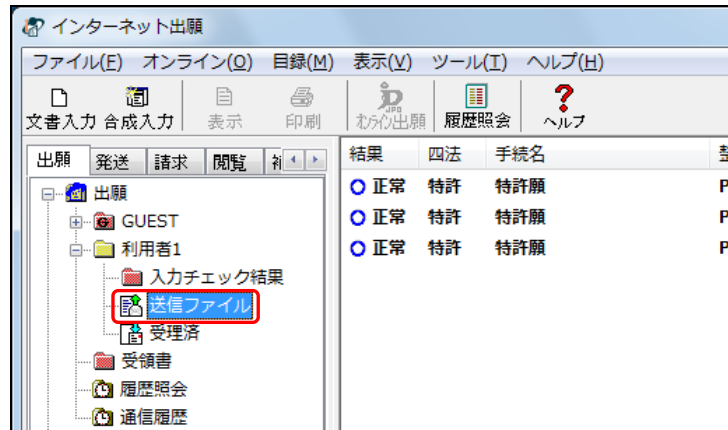 インターネット出願
ファイル(F) オンライン(O) 目録(M) 表示(V) ツール(T) ヘルプ(H)
文書入力 合成入力 表示 印刷 オンライン出願 履歴照会 ヘルプ
出願 発送 請求 閲覧
結果 四法 手続名
正常 特許 特許願 P
正常 特許 特許願 P
正常 特許 特許願 P
出願
GUEST
利用者1
入力チェック結果
送信ファイル
受理済
受領書
履歴照会
通信履歴